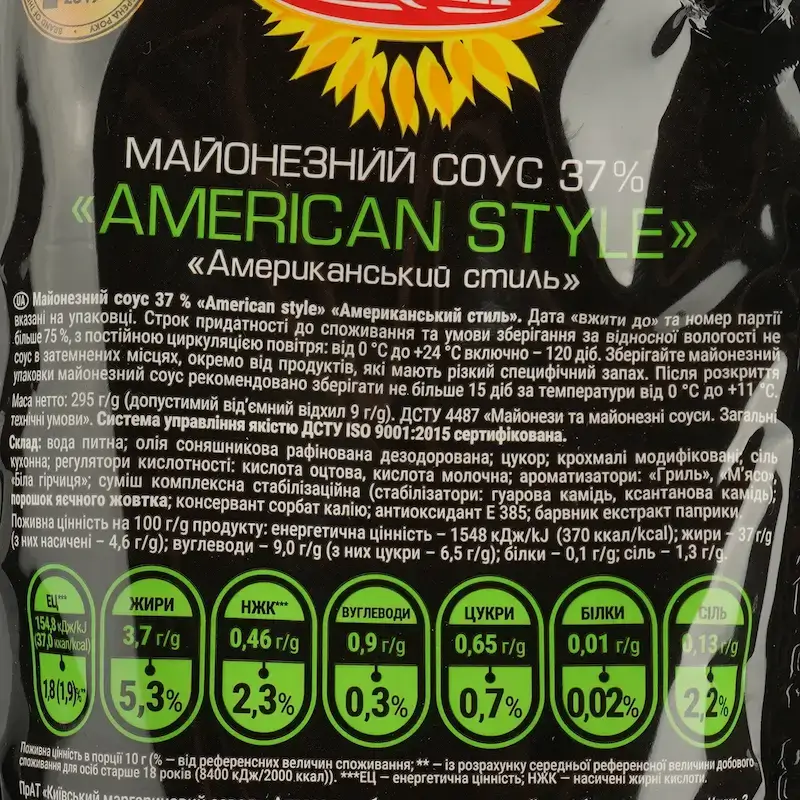 МАЙОНЕЗНИЙ СОУС 37%
«AMERICAN STYLE»
«Американський стиль»
UA Майонезний соус 37 % «American style» «Американський стиль». Дата «вжити до» та номер партії
вказані на упаковці. Строк придатності до споживання та умови зберігання за відносної вологості не
більше 75 %, з постійною циркуляцією повітря: від 0 °С до +24 °С включно – 120 діб. Зберігайте майонезний
соус в затемнених місцях, окремо від продуктів, які мають різкий специфічний запах. Після розкриття
упаковки майонезний соус рекомендовано зберігати не більше 15 діб за температури від 0 °С до +11 °С.
Маса нетто: 295 г/g (допустимий від'ємний відхил 9 г/g). ДСТУ 4487 «Майонези та майонезні соуси. Загальні
технічні умови». Система управління якістю ДСТУ ISO 9001:2015 сертифікована.
Склад: вода питна; олія соняшникова рафінована дезодорована; цукор; крохмалі модифіковані; сіль
кухонна; регулятори кислотності: кислота оцтова, кислота молочна; ароматизатори: «Гриль», «М'ясо»,
«Біла гірчиця»; суміш комплексна стабілізаційна (стабілізатори: гуарова камідь, ксантанова камідь);
порошок яєчного жовтка; консервант сорбат калію; антиоксидант Е 385; барвник екстракт паприки.
Поживна цінність на 100 г/g продукту: енергетична цінність – 1548 кДж/kJ (370 ккал/kcal); жири – 37 г/g
(з них насичені – 4,6 г/g); вуглеводи – 9,0 г/g (з них цукри – 6,5 г/g); білки – 0,1 г/g; сіль – 1,3 г/g.
ЕЦ*** ЖИРИ НЖК*** ВУГЛЕВОДИ ЦУКРИ БІЛКИ СІЛЬ
154,8 кДж/kJ (37,0 ккал/kcal) 3,7 г/g 0,46 г/g 0,9 г/g 0,65 г/g 0,01 г/g 0,13 г/g
1,8 (1,9)%** 5,3% 2,3% 0,3% 0,7% 0,02% 2,2%
Поживна цінність в порції 10 г (% – від референсних величин споживання; ** – із розрахунку середньої референсної величини добового
споживання для осіб старше 18 років (8400 кДж/2000 ккал)). ***ЕЦ – енергетична цінність; НЖК – насичені жирні кислоти.
ПрАТ «Київський маргариновий завод»